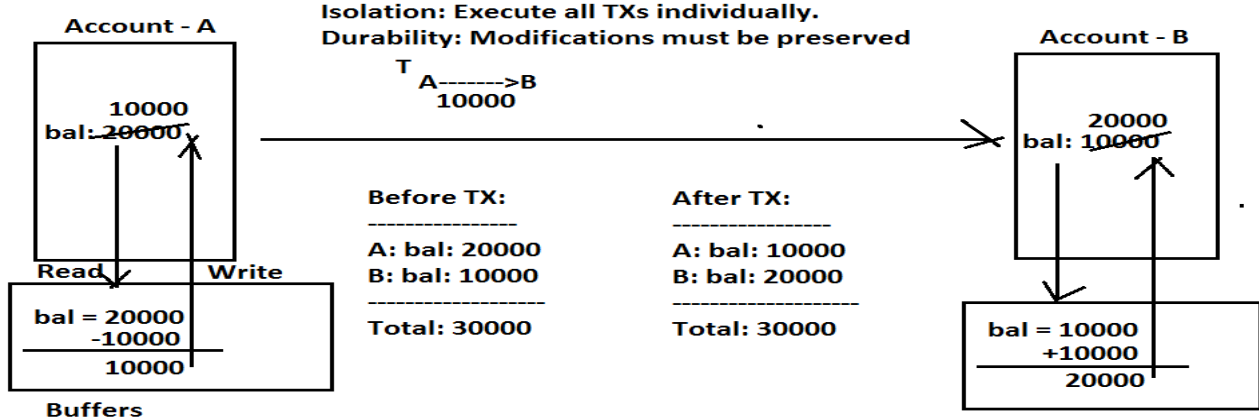 Isolation: Execute all TXs individually.
Durability: Modifications must be preserved
Account - A
Account - B
T
A------->B
10000
10000
bal: 20000
20000
bal: 10000
Before TX:
----------------
A: bal: 20000
B: bal: 10000
-------------------
Total: 30000
After TX:
-----------------
A: bal: 10000
B: bal: 20000
--------------------
Total: 30000
Read
Write
bal = 20000
-10000
10000
Buffers
bal = 10000
+10000
20000